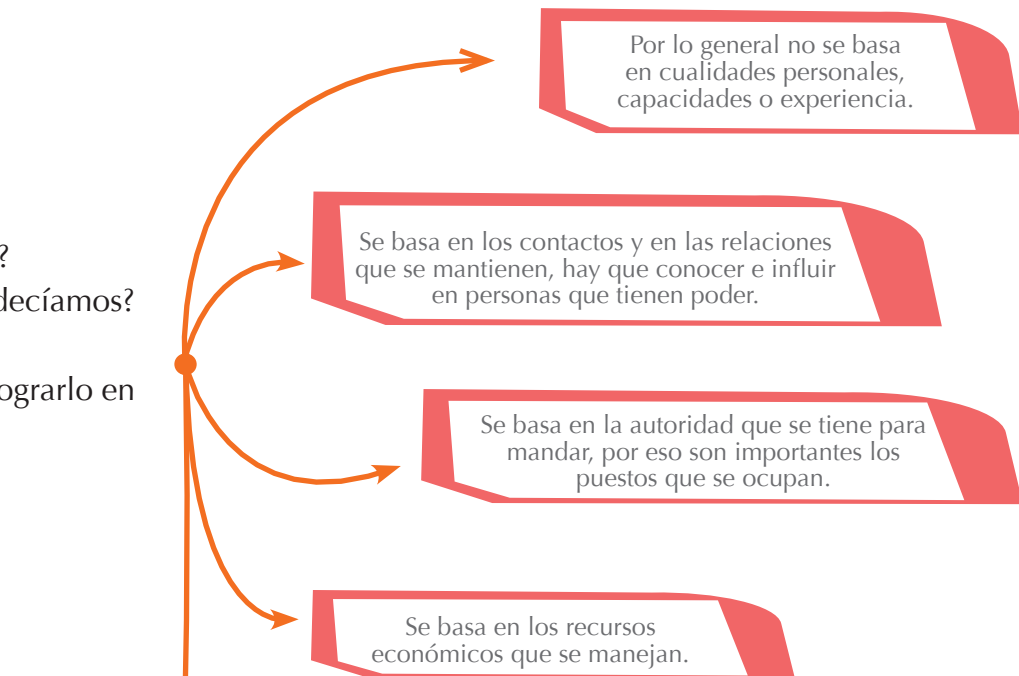 ?
decíamos?
ograrlo en
Por lo general no se basa
en cualidades personales,
capacidades o experiencia.
Se basa en los contactos y en las relaciones
que se mantienen, hay que conocer e influir
en personas que tienen poder.
Se basa en la autoridad que se tiene para
mandar, por eso son importantes los
puestos que se ocupan.
Se basa en los recursos
económicos que se manejan.